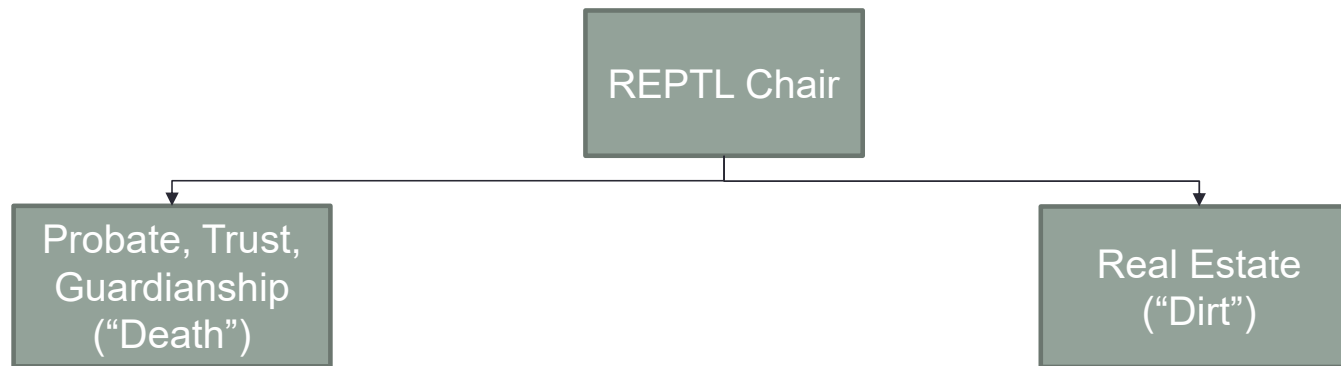 REPTL Chair
Probate, Trust,
Guardianship
(“Death”)
Real Estate
(“Dirt”)